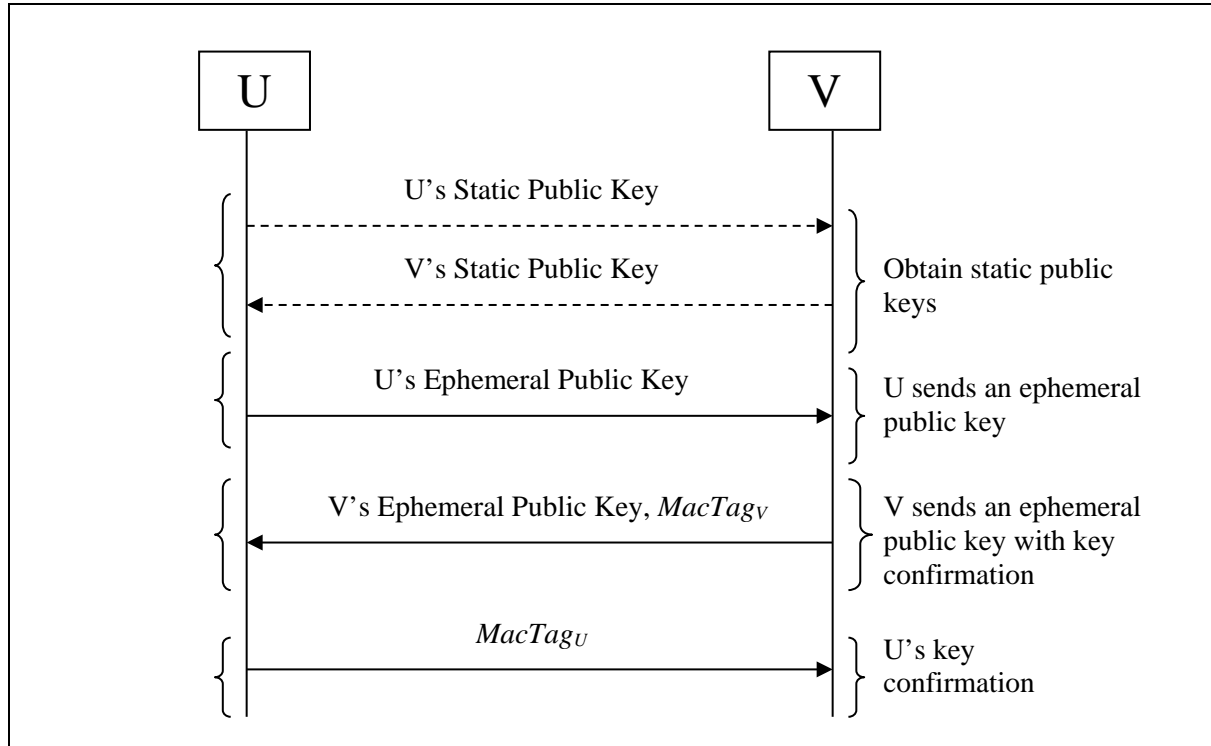 U
V
U’s Static Public Key
V’s Static Public Key
Obtain static public
keys
U’s Ephemeral Public Key
U sends an ephemeral
public key
V’s Ephemeral Public Key, MacTagV
V sends an ephemeral
public key with key
confirmation
MacTagU
U’s key
confirmation